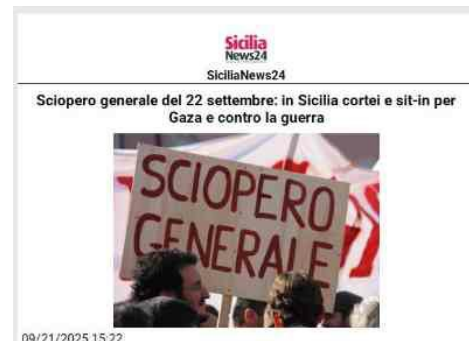 Sicilia
News24
SiciliaNews24
Sciopero generale del 22 settembre: in Sicilia cortei e sit-in per
Gaza e contro la guerra
SCIOPERO
GENERALE
09/21/2025 15:22